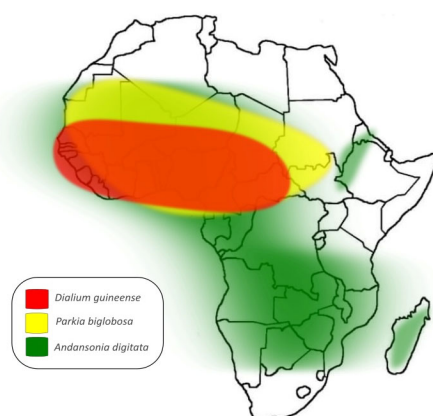 Dialium guineense
Parkia biglobosa
Andansonia digitata